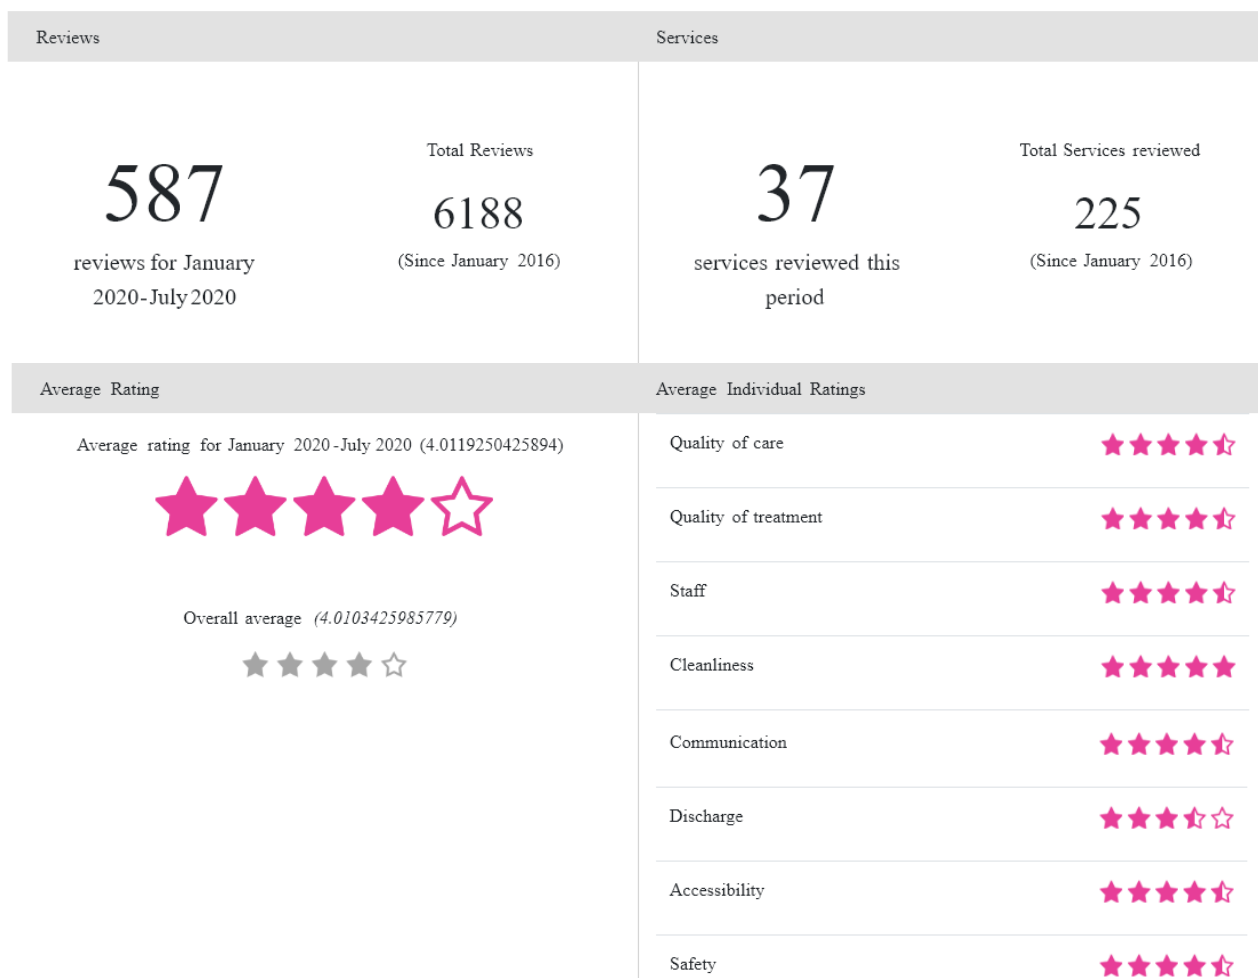 Reviews
Services
587
reviews for January
2020-July 2020
Total Reviews
6188
(Since January 2016)
37
services reviewed this
period
Total Services reviewed
225
(Since January 2016)
Average Rating
Average rating for January 2020-July 2020 (4.0119250425894)
Overall average (4.0103425985779)
Average Individual Ratings
Quality of care
Quality of treatment
Staff
Cleanliness
Communication
Discharge
Accessibility
Safety